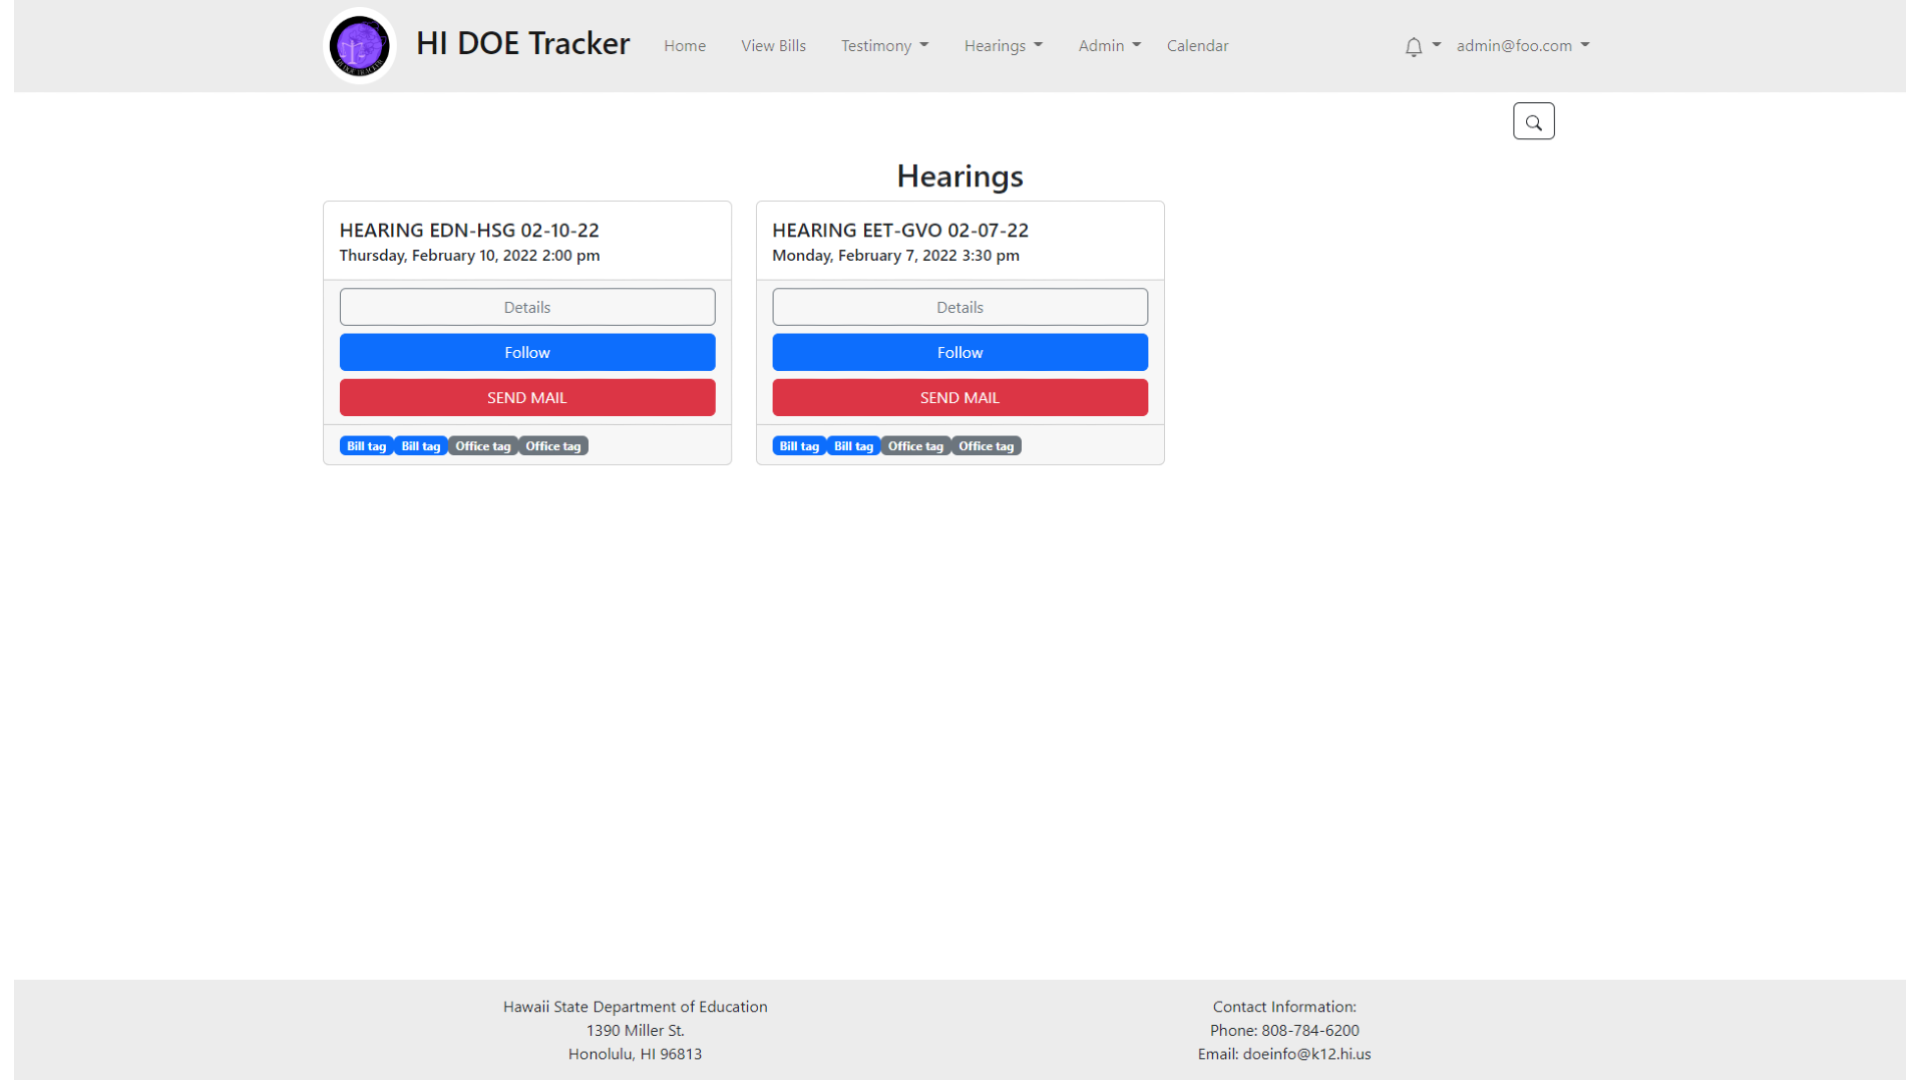 HI DOE Tracker Home View Bills Testimony Hearings Admin Calendar admin@foo.com
Hearings
HEARING EDN-HSG 02-10-22
Thursday, February 10, 2022 2:00 pm
Details
Follow
SEND MAIL
Bill tag Bill tag Office tag Office tag
HEARING EET-GVO 02-07-22
Monday, February 7, 2022 3:30 pm
Details
Follow
SEND MAIL
Bill tag Bill tag Office tag Office tag
Hawaii State Department of Education
1390 Miller St.
Honolulu, HI 96813
Contact Information:
Phone: 808-784-6200
Email: doeinfo@k12.hi.us